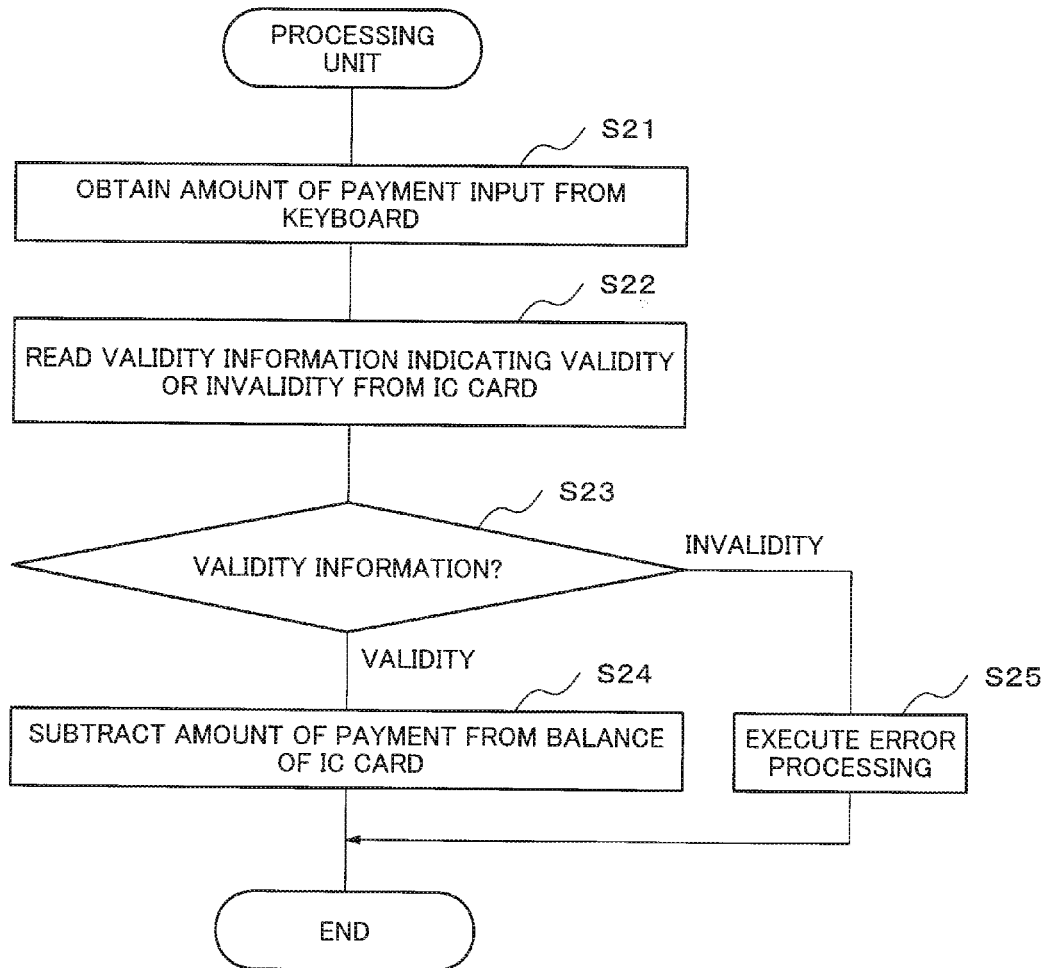 PROCESSING
UNIT
S21
OBTAIN AMOUNT OF PAYMENT INPUT FROM
KEYBOARD
S22
READ VALIDITY INFORMATION INDICATING VALIDITY
OR INVALIDITY FROM IC CARD
S23
VALIDITY INFORMATION?
INVALIDITY
VALIDITY
S24
SUBTRACT AMOUNT OF PAYMENT FROM BALANCE
OF IC CARD
S25
EXECUTE ERROR
PROCESSING
END